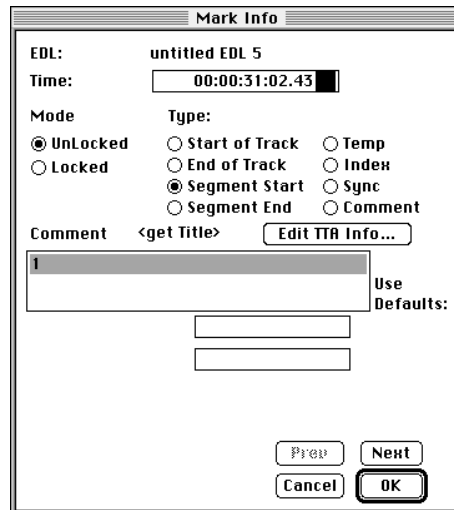 Mark Info
EDL: untitled EDL 5
Time: 00:00:31:02.43
Mode Type:
UnLocked Start of Track Temp
Locked End of Track Index
Segment Start Sync
Segment End Comment
Comment <get Title> Edit TTA Info...
1
Use
Defaults:
Prev Next
Cancel OK